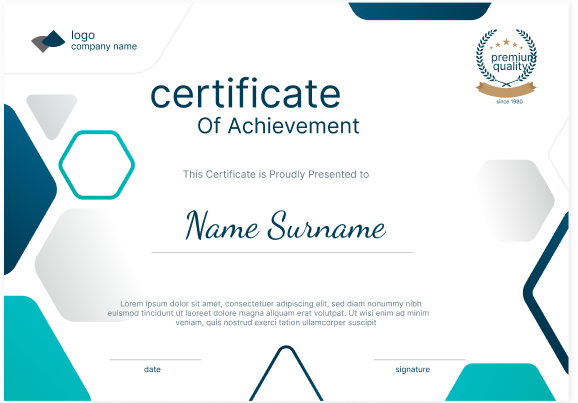 logo
company name
premium
quality
since 1980
certificate
Of Achievement
This Certificate is Proudly Presented to
Name Surname
Lorem ipsum dolor sit amet, consectetuer adipiscing elit, sed diam nonummy nibh
euismod tincidunt ut laoreet dolore magna aliquam erat volutpat. Ut wisi enim ad minim
veniam, quis nostrud exerci tation ullamcorper suscipit
date
signature